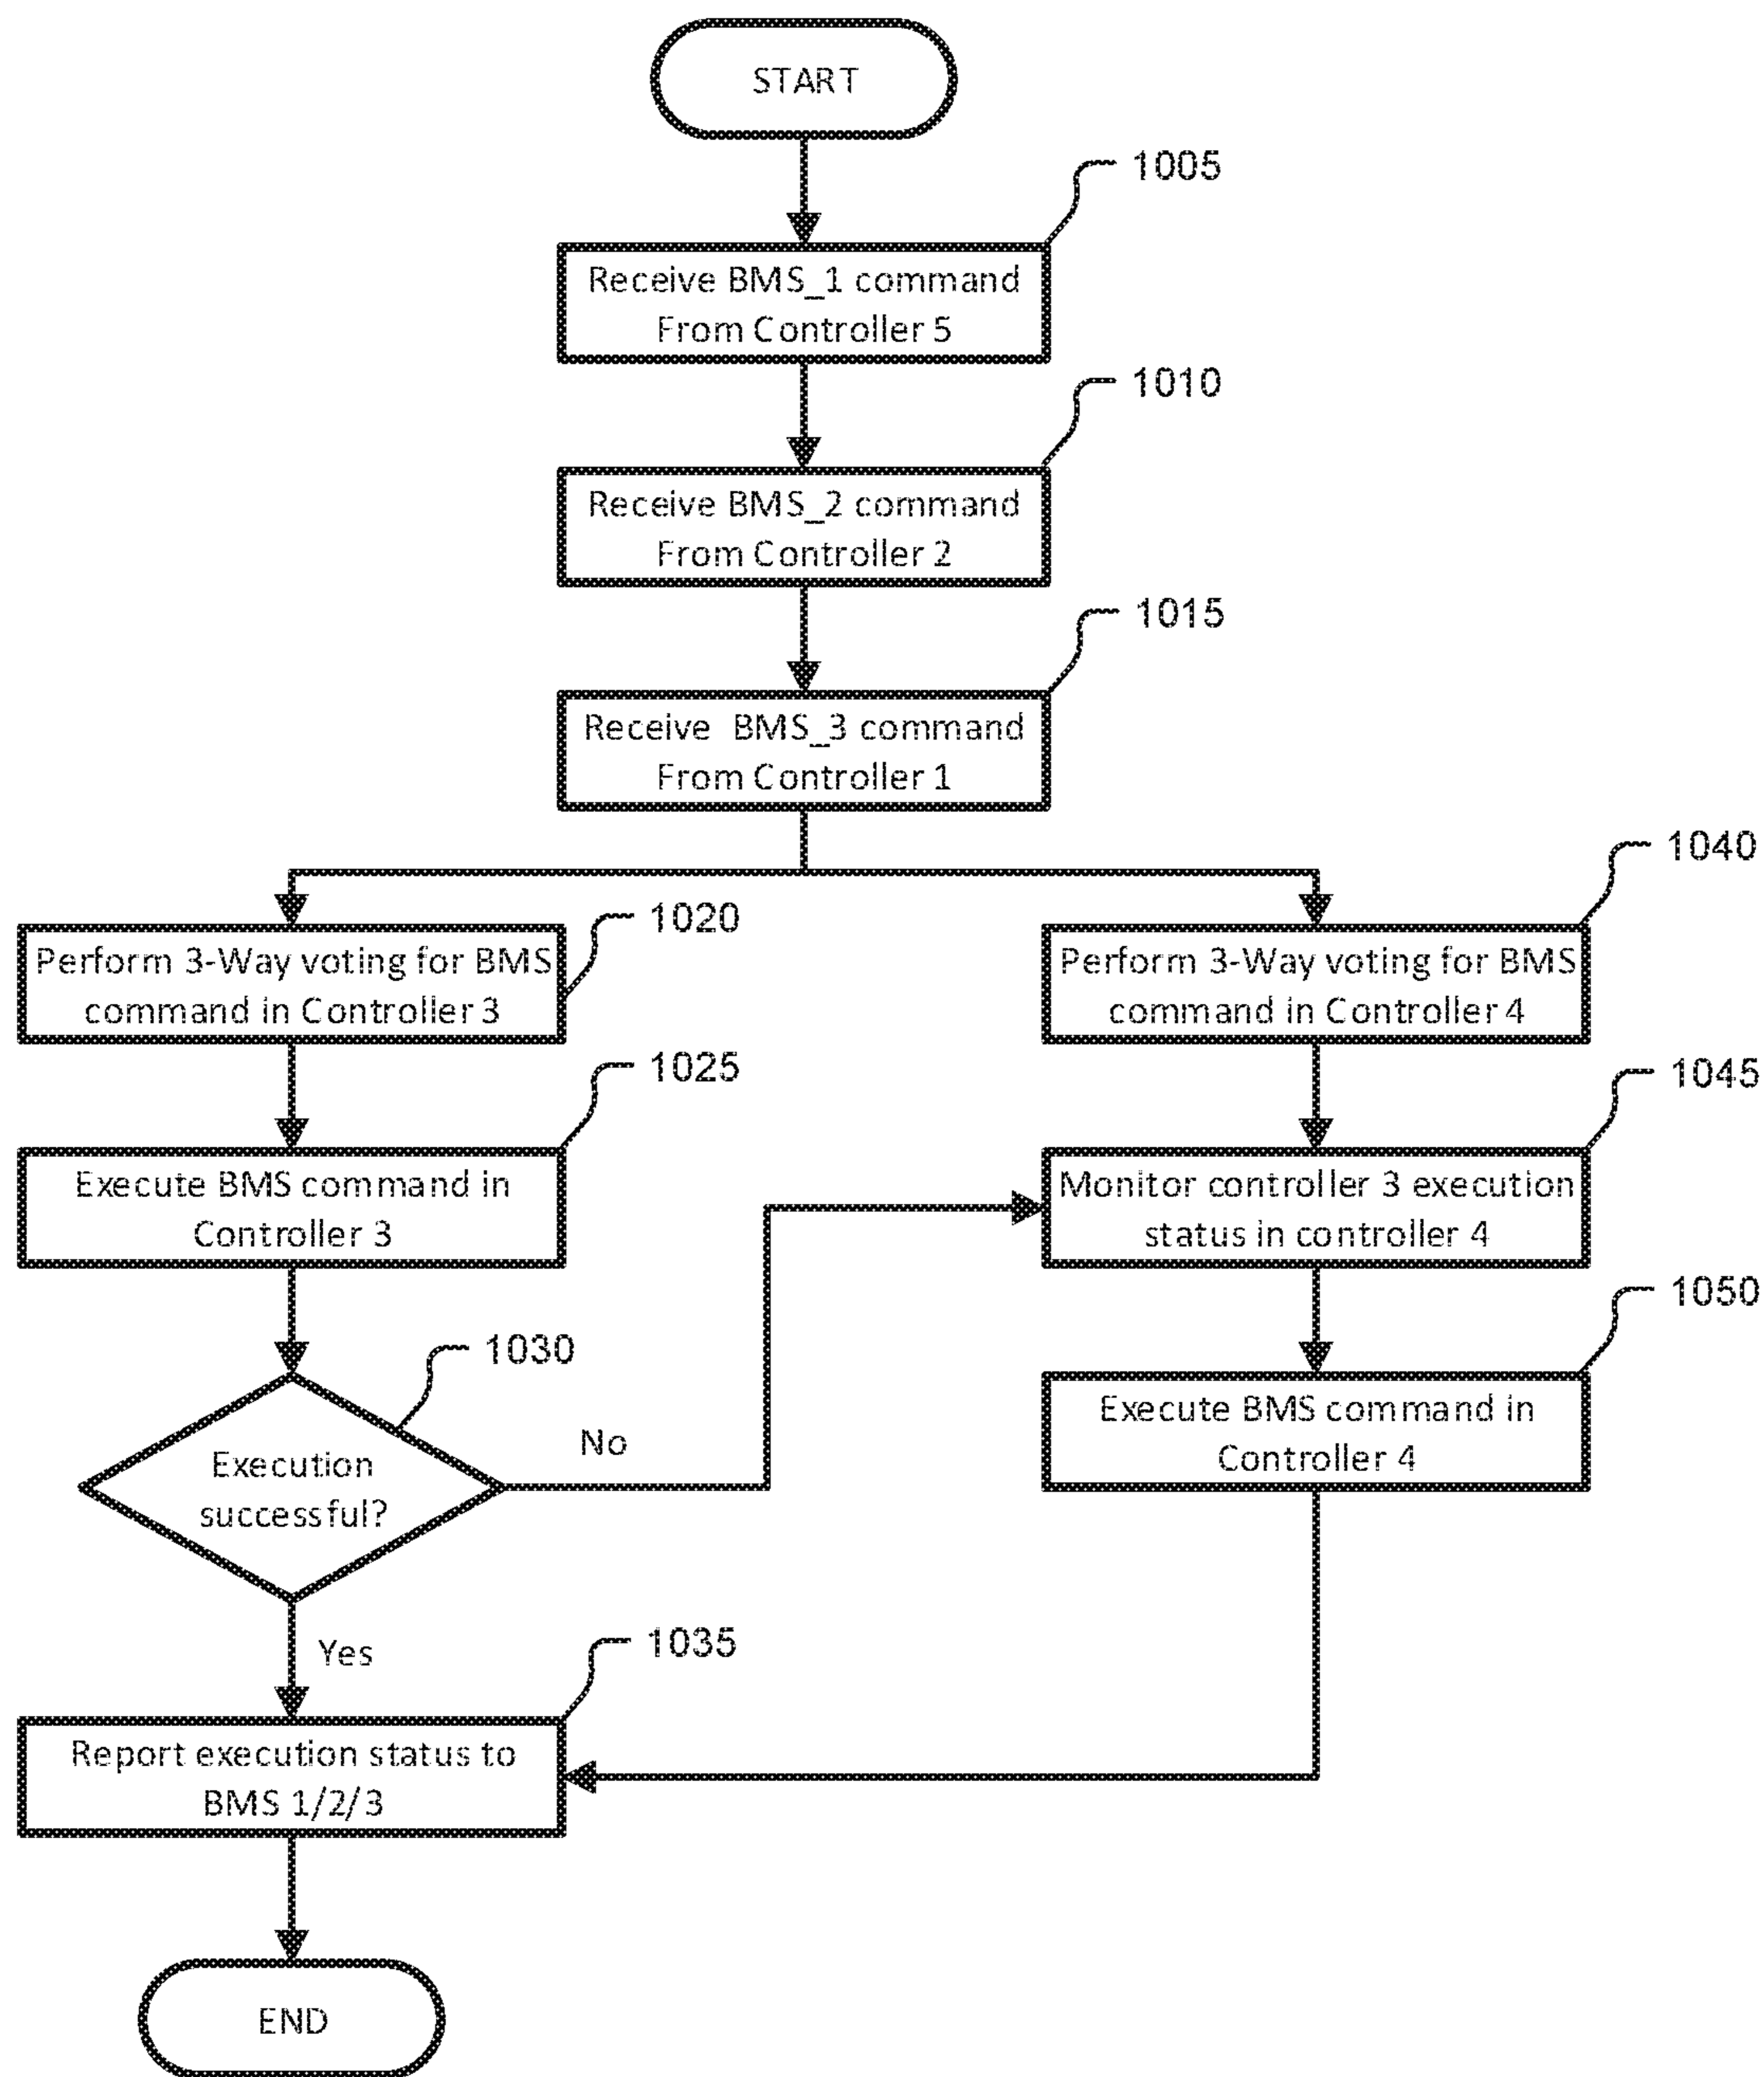 START
1005
Receive BMS_1 command
From Controller 5
1010
Receive BMS_2 command
From Controller 2
1015
Receive BMS_3 command
From Controller 1
1020
Perform 3-Way voting for BMS
command in Controller 3
1040
Perform 3-Way voting for BMS
command in Controller 4
1025
Execute BMS command in
Controller 3
1045
Monitor controller 3 execution
status in controller 4
1030
Execution
successful?
No
1050
Execute BMS command in
Controller 4
Yes
1035
Report execution status to
BMS 1/2/3
END